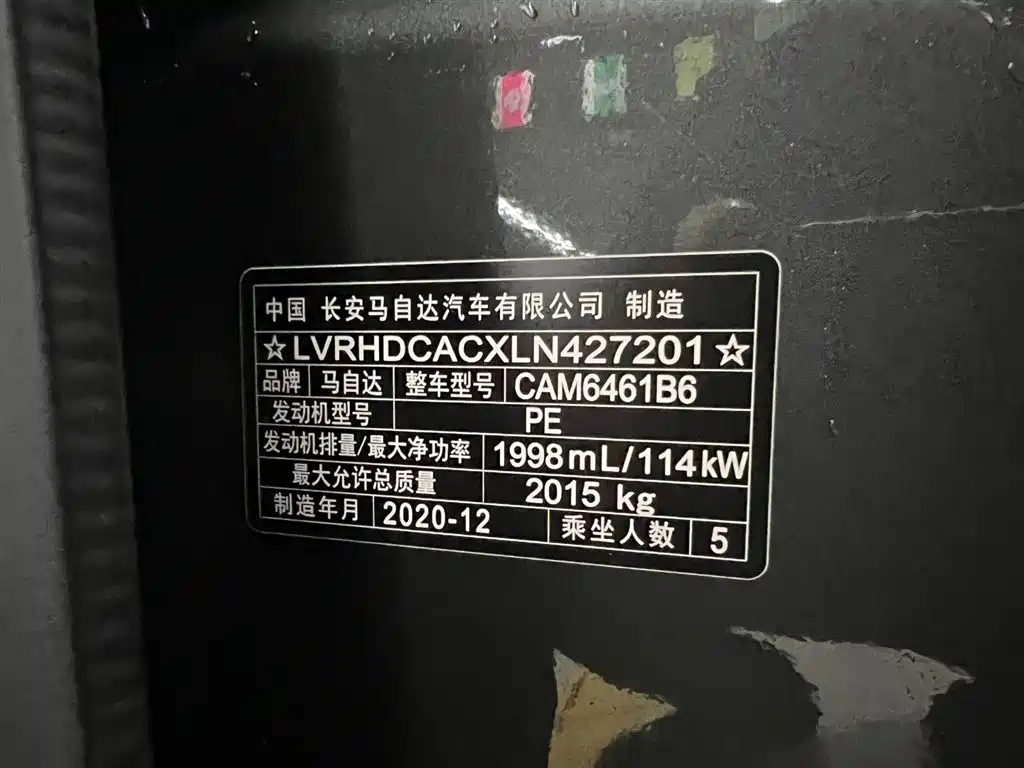 中国 长安马自达汽车有限公司 制造
☆LVRHDCACXLN427201☆
品牌 马自达 整车型号 CAM6461B6
发动机型号 PE
发动机排量/最大净功率 1998mL/114kW
最大允许总质量 2015 kg
制造年月 2020-12 乘坐人数 5